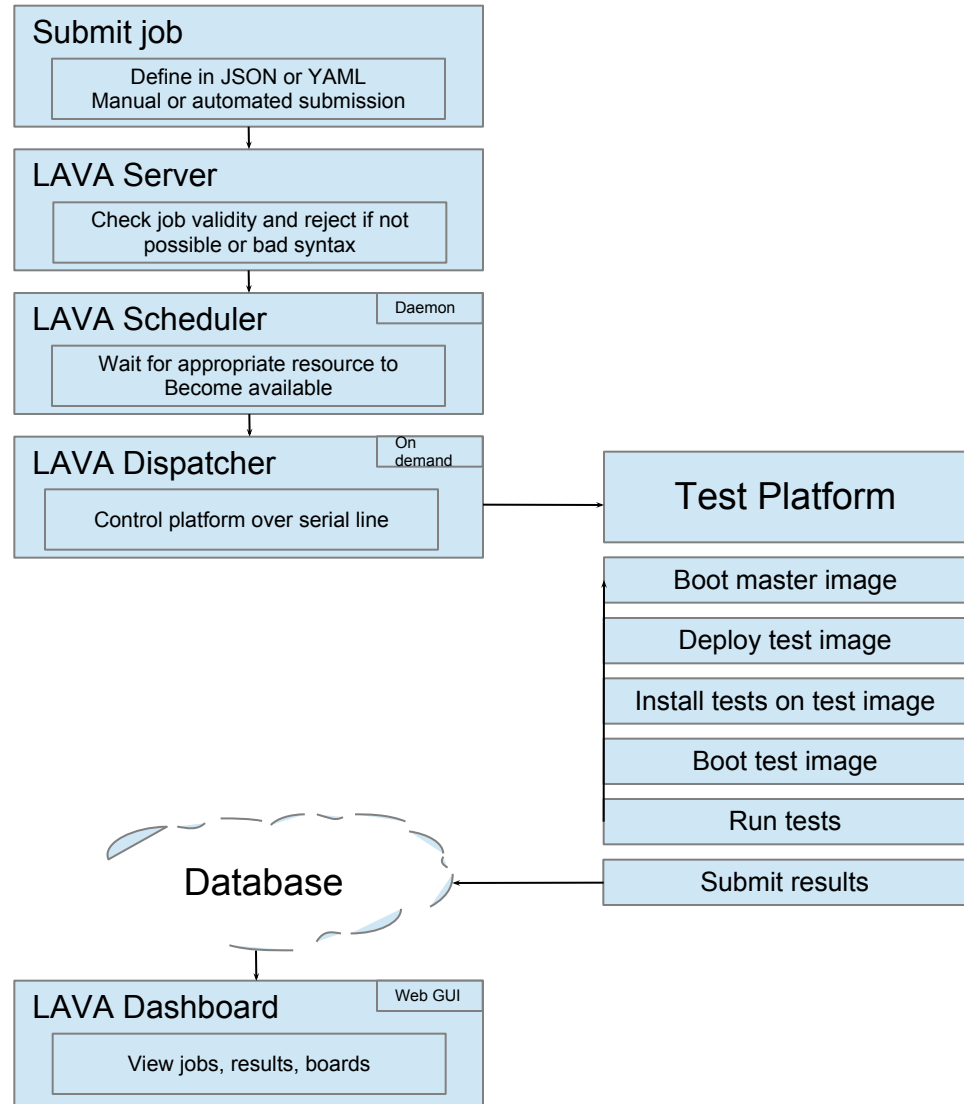 Submit job
Define in JSON or YAML
Manual or automated submission
LAVA Server
Check job validity and reject if not
possible or bad syntax
LAVA Scheduler
Daemon
Wait for appropriate resource to
Become available
LAVA Dispatcher
On
demand
Control platform over serial line
Test Platform
Boot master image
Deploy test image
Install tests on test image
Boot test image
Run tests
Submit results
Database
LAVA Dashboard
Web GUI
View jobs, results, boards